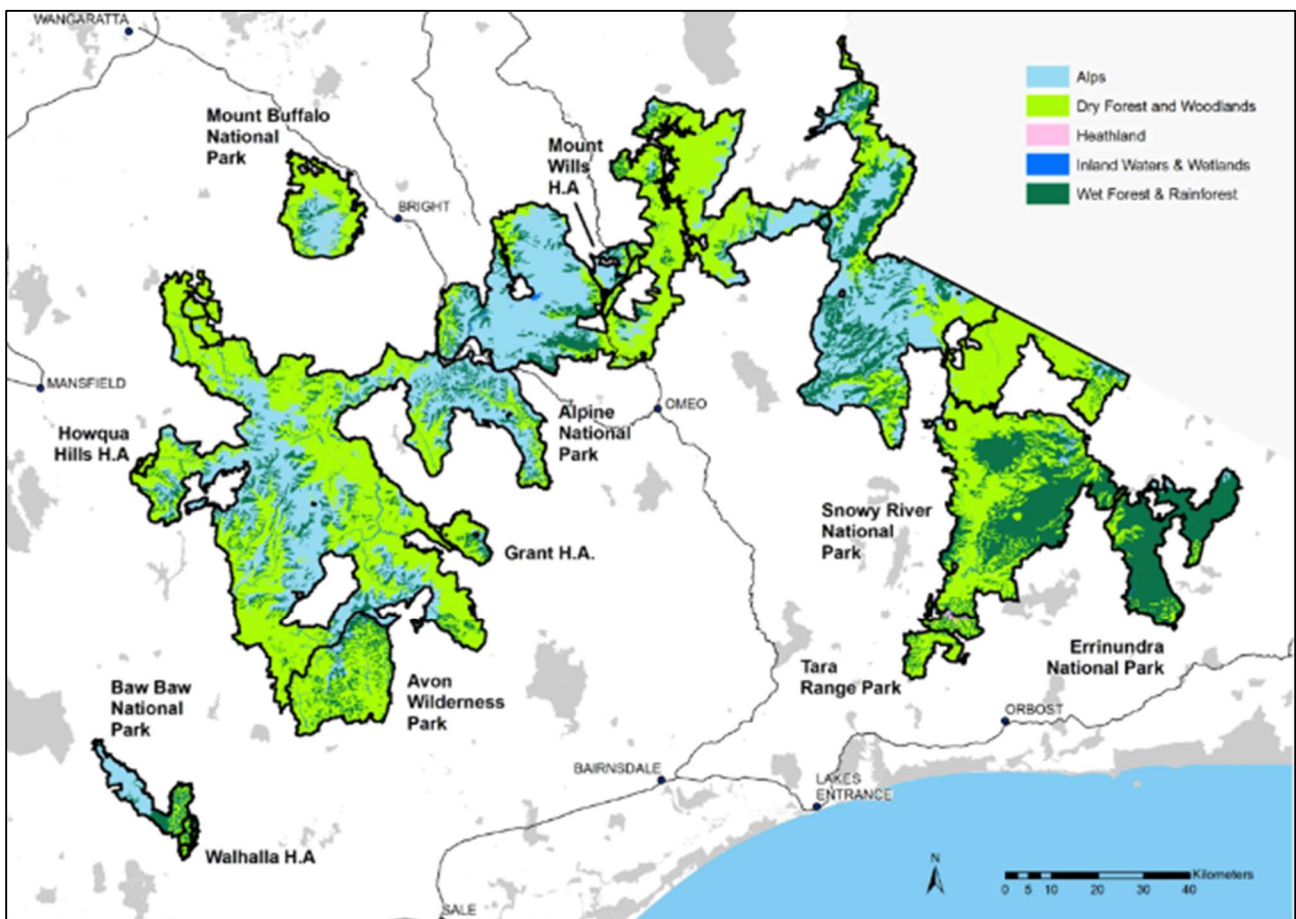 WANGARATTA
Mount Buffalo
National
Park
BRIGHT
Mount
Wills
H.A
Alps
Dry Forest and Woodlands
Heathland
Inland Waters & Wetlands
Wet Forest & Rainforest
MANSFIELD
Howqua
Hills H.A
Alpine
National
Park
OMEO
Grant H.A.
Snowy River
National
Park
Errinundra
National Park
Tara
Range Park
Baw Baw
National
Park
Avon
Wilderness
Park
ORBOST
BAIRNSDALE
LAKES
ENTRANCE
Walhalla H.A
SALE
N
Kilometers
0 5 10 20 30 40